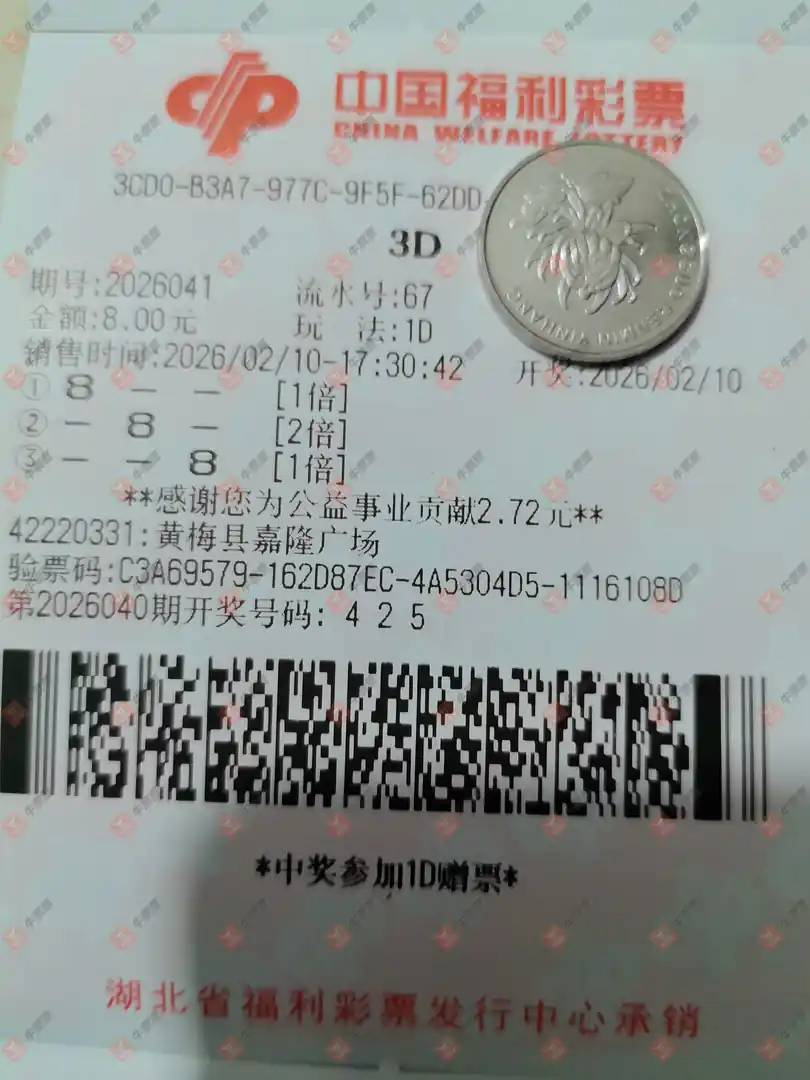 中国福利彩票
CHINA WELFARE LOTTERY
3CD0-B3A7-977C-9F5F-62DD-
3D
期号:2026041 流水号:67
金额:8.00元 玩 法:1D
销售时间:2026/02/10-17:30:42 开奖:2026/02/10
① 8 - - [1倍]
② - 8 - [2倍]
③ - - 8 [1倍]
**感谢您为公益事业贡献2.72元**
42220331:黄梅县嘉隆广场
验票码:C3A69579-162D87EC-4A5304D5-1116108D
第2026040期开奖号码: 4 2 5
*中奖参加1D赠票*
湖北省福利彩票发行中心承销